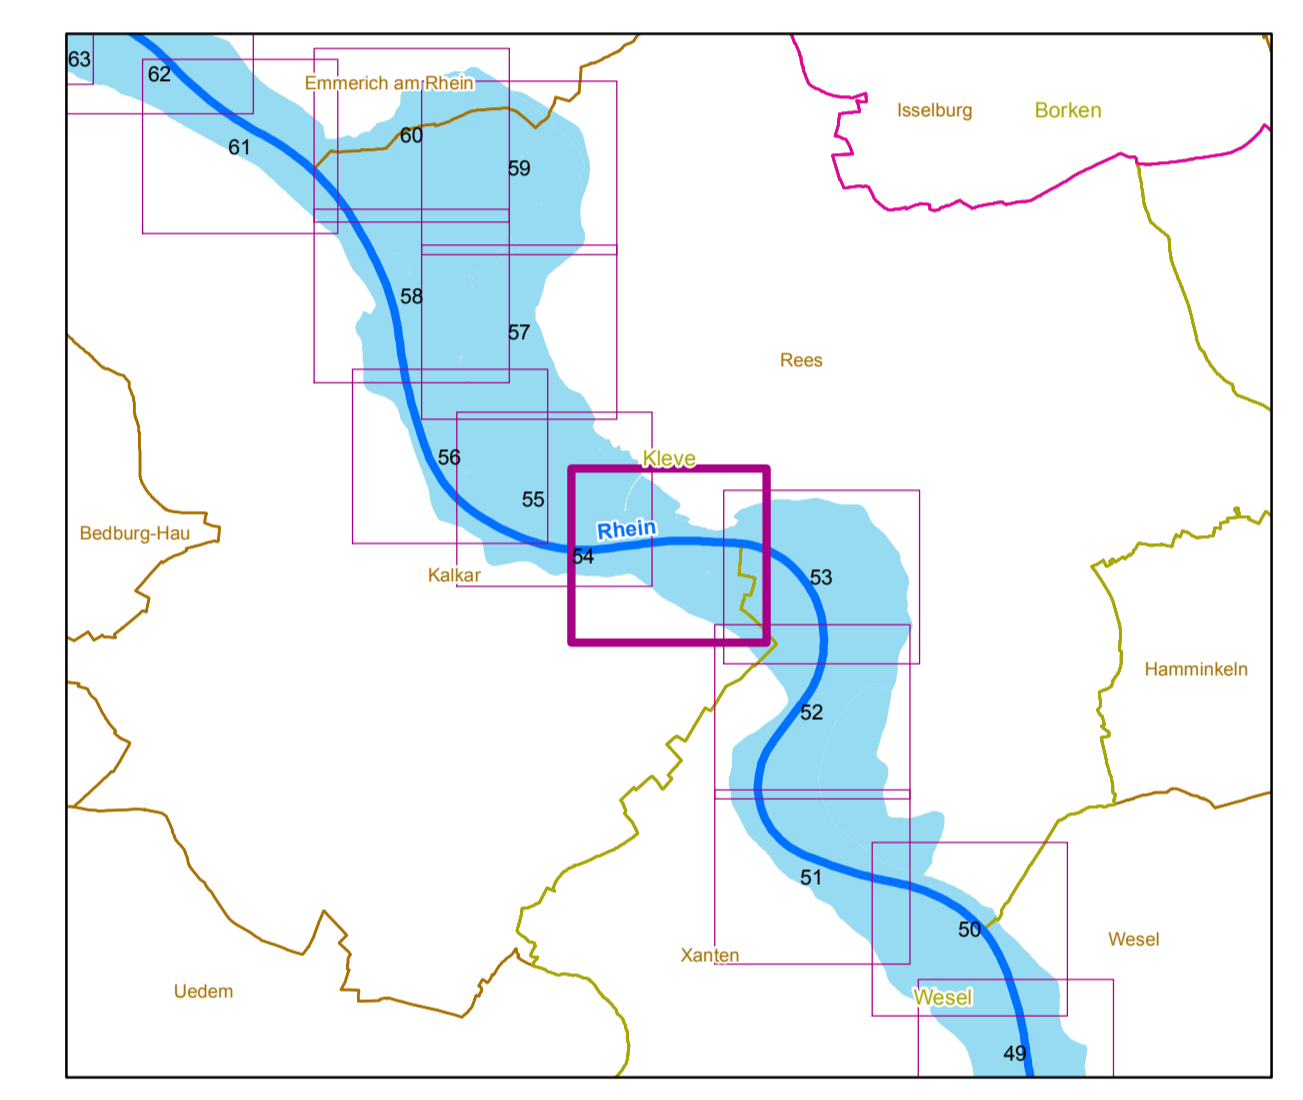 63
62
Emmerich am Rhein
Isselburg
Borken
60
61
59
58
57
Rees
56
Kleve
55
Rhein
Bedburg-Hau
54
Kalkar
53
Hamminkeln
52
51
50
Wesel
Xanten
Uedem
Wesel
49